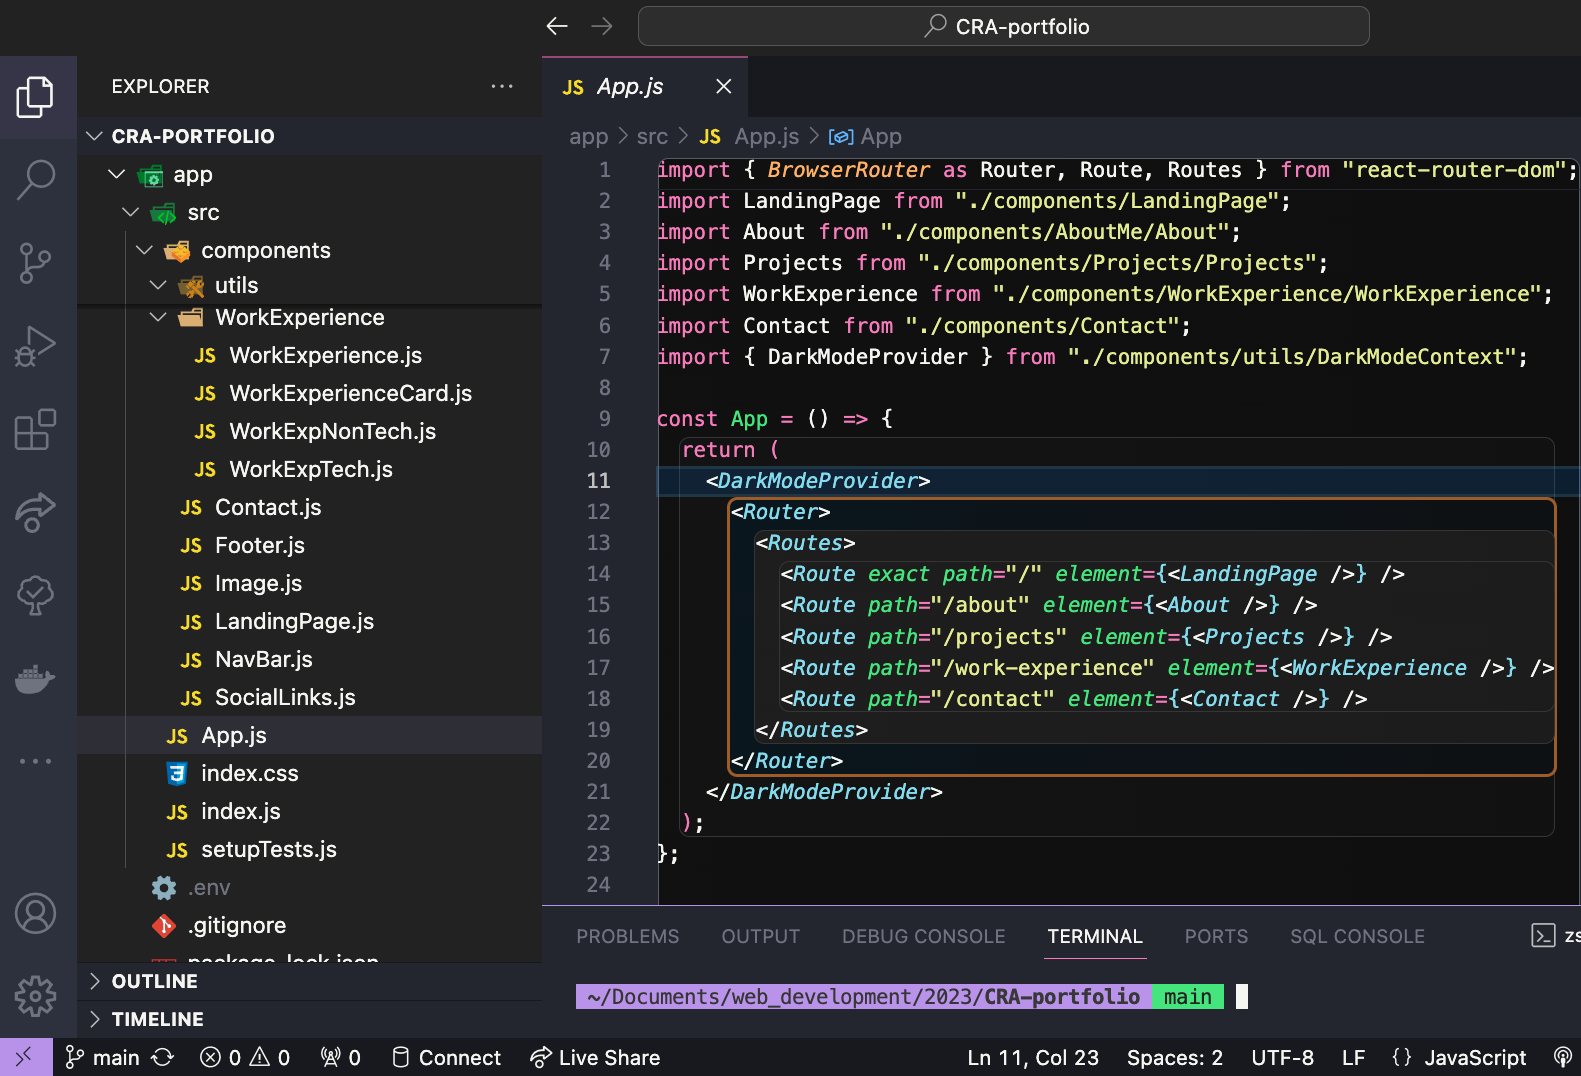 CRA-portfolio
EXPLORER
CRA-PORTFOLIO
app
src
components
utils
WorkExperience
JS WorkExperience.js
JS WorkExperienceCard.js
JS WorkExpNonTech.js
JS WorkExpTech.js
JS Contact.js
JS Footer.js
JS Image.js
JS LandingPage.js
JS NavBar.js
JS SocialLinks.js
JS App.js
index.css
JS index.js
JS setupTests.js
.env
.gitignore
package-lock.json
OUTLINE
TIMELINE
JS App.js
app > src > JS App.js > App
1 import { BrowserRouter as Router, Route, Routes } from "react-router-dom";
2 import LandingPage from "./components/LandingPage";
3 import About from "./components/AboutMe/About";
4 import Projects from "./components/Projects/Projects";
5 import WorkExperience from "./components/WorkExperience/WorkExperience";
6 import Contact from "./components/Contact";
7 import { DarkModeProvider } from "./components/utils/DarkModeContext";
8
9 const App = () => {
10 return (
11 <DarkModeProvider>
12 <Router>
13 <Routes>
14 <Route exact path="/" element={<LandingPage />} />
15 <Route path="/about" element={<About />} />
16 <Route path="/projects" element={<Projects />} />
17 <Route path="/work-experience" element={<WorkExperience />} />
18 <Route path="/contact" element={<Contact />} />
19 </Routes>
20 </Router>
21 </DarkModeProvider>
22 );
23 };
24
PROBLEMS OUTPUT DEBUG CONSOLE TERMINAL PORTS SQL CONSOLE zs
~/Documents/web_development/2023/CRA-portfolio main
main 0 0 0 Connect Live Share Ln 11, Col 23 Spaces: 2 UTF-8 LF {} JavaScript